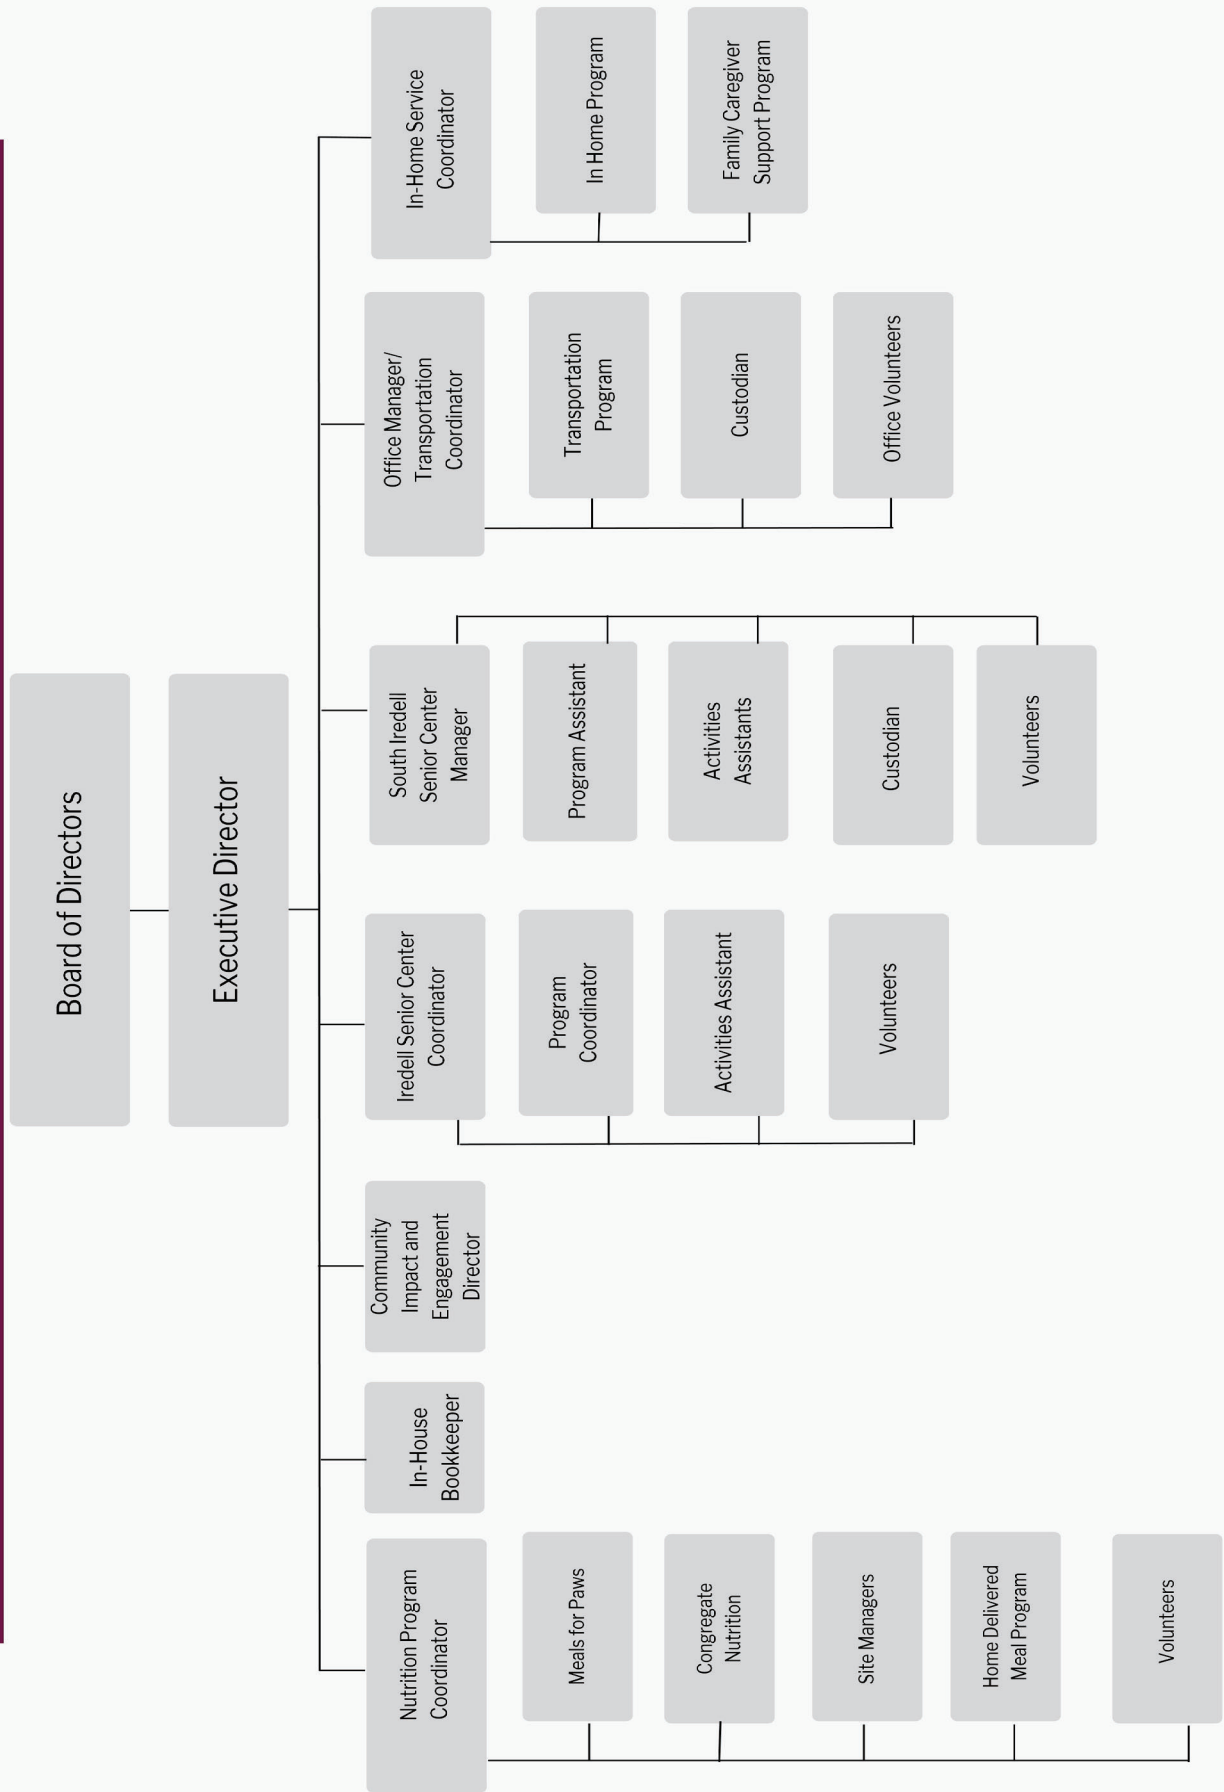 Board of Directors
Executive Director
Nutrition Program
Coordinator
Meals for Paws
Congregate
Nutrition
Site Managers
Home Delivered
Meal Program
Volunteers
In-House
Bookkeeper
Community
Impact and
Engagement
Director
Iredell Senior Center
Coordinator
Program
Coordinator
Activities Assistant
Volunteers
South Iredell
Senior Center
Manager
Program Assistant
Activities
Assistants
Custodian
Volunteers
Office Manager/
Transportation
Coordinator
Transportation
Program
Custodian
Office Volunteers
In-Home Service
Coordinator
In Home Program
Family Caregiver
Support Program